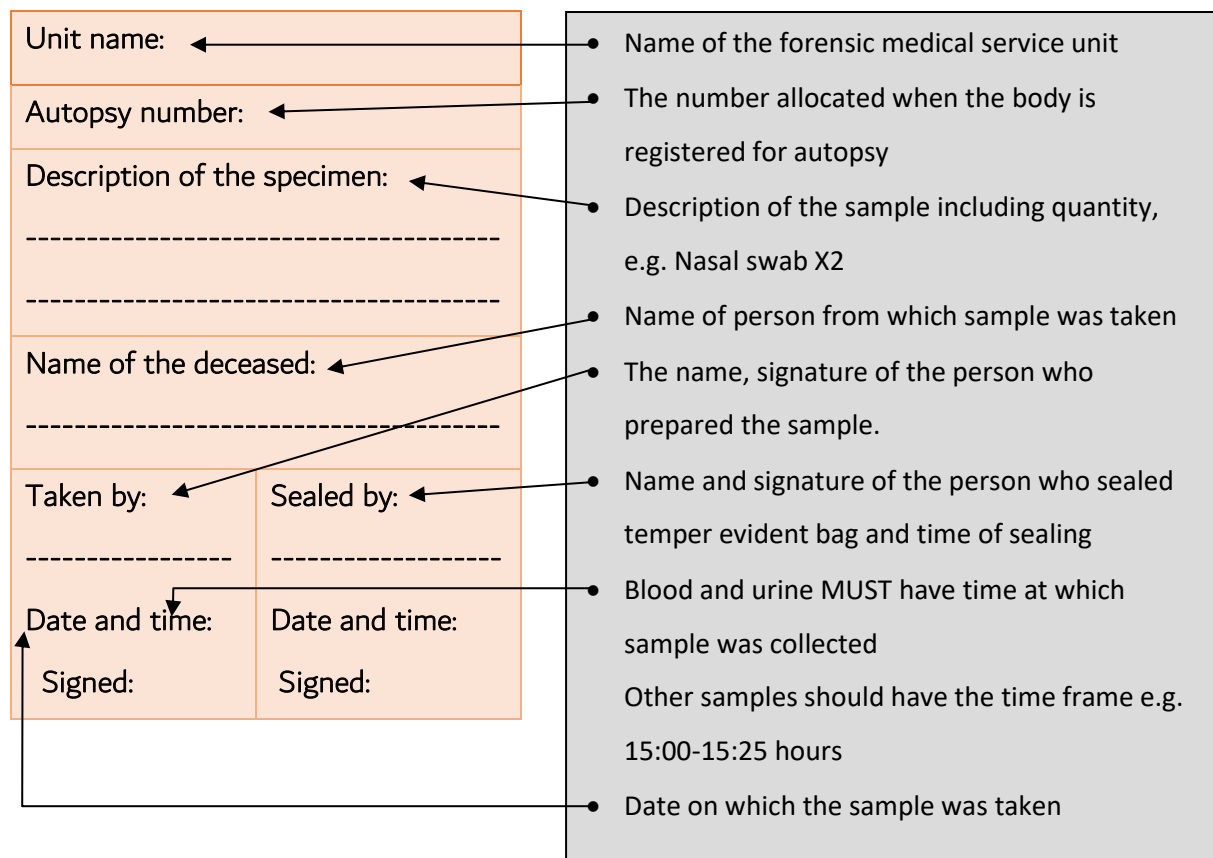 Unit name:
Autopsy number:
Description of the specimen:
----------------------------------------
----------------------------------------
Name of the deceased:
----------------------------------------
Taken by:
-----------------
Date and time:
Signed:
Sealed by:
-------------------
Date and time:
Signed:
• Name of the forensic medical service unit
• The number allocated when the body is
registered for autopsy
• Description of the sample including quantity,
e.g. Nasal swab X2
• Name of person from which sample was taken
• The name, signature of the person who
prepared the sample.
• Name and signature of the person who sealed
temper evident bag and time of sealing
• Blood and urine MUST have time at which
sample was collected
Other samples should have the time frame e.g.
15:00-15:25 hours
• Date on which the sample was taken